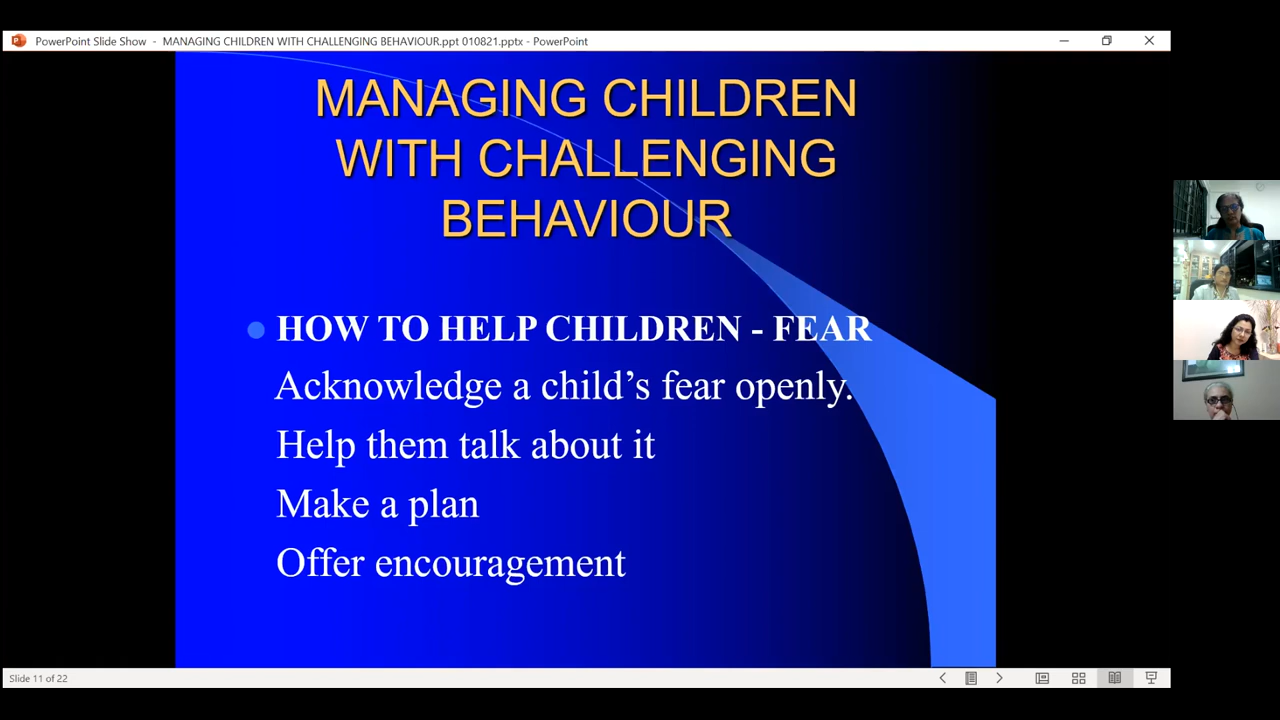 PowerPoint Slide Show - MANAGING CHILDREN WITH CHALLENGING BEHAVIOUR.ppt 010821.pptx - PowerPoint
MANAGING CHILDREN
WITH CHALLENGING
BEHAVIOUR
HOW TO HELP CHILDREN - FEAR
Acknowledge a child’s fear openly.
Help them talk about it
Make a plan
Offer encouragement
Slide 11 of 22